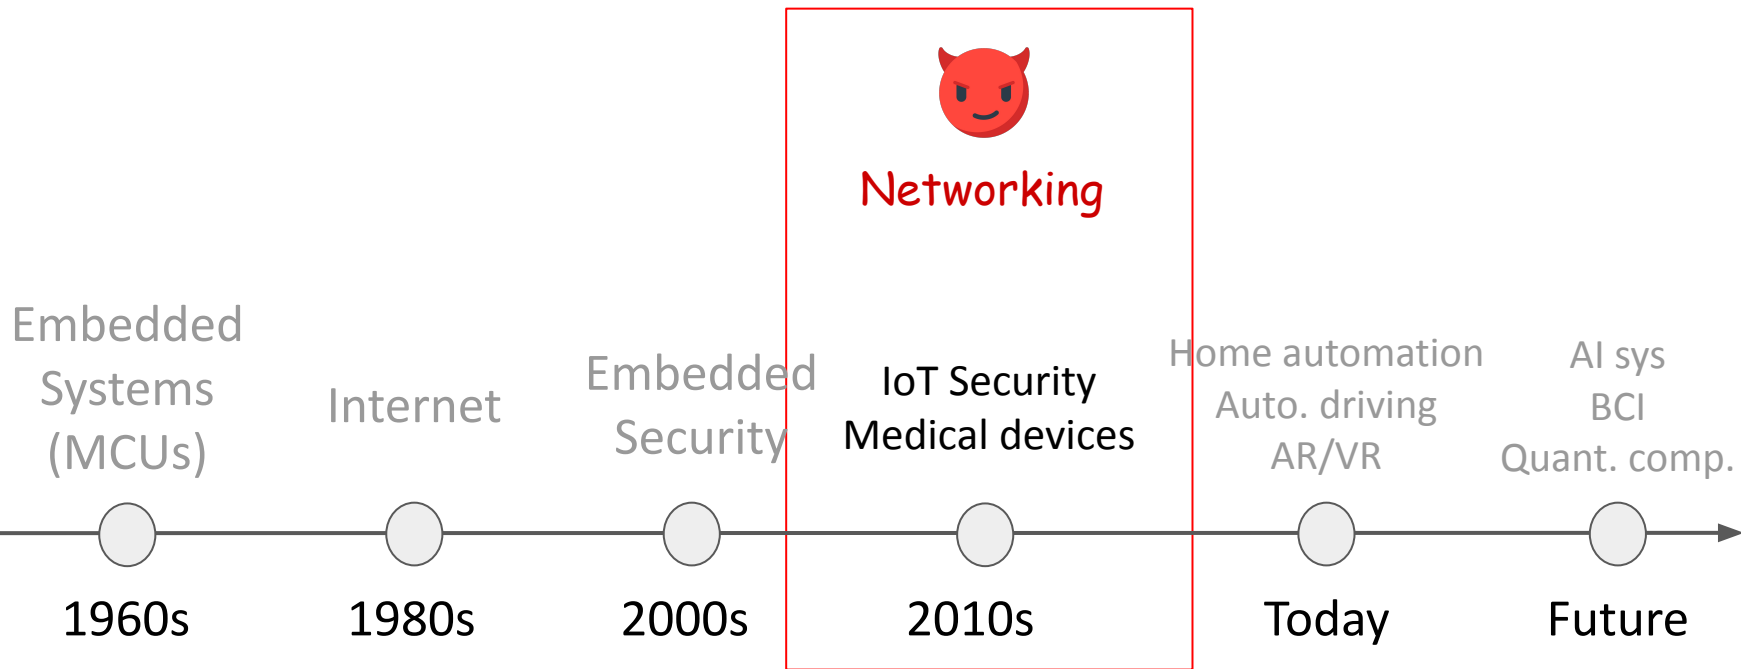 Networking
Embedded
Systems
(MCUs)
Internet
Embedded
Security
IoT Security
Medical devices
Home automation
Auto. driving
AR/VR
AI sys
BCI
Quant. comp.
1960s
1980s
2000s
2010s
Today
Future